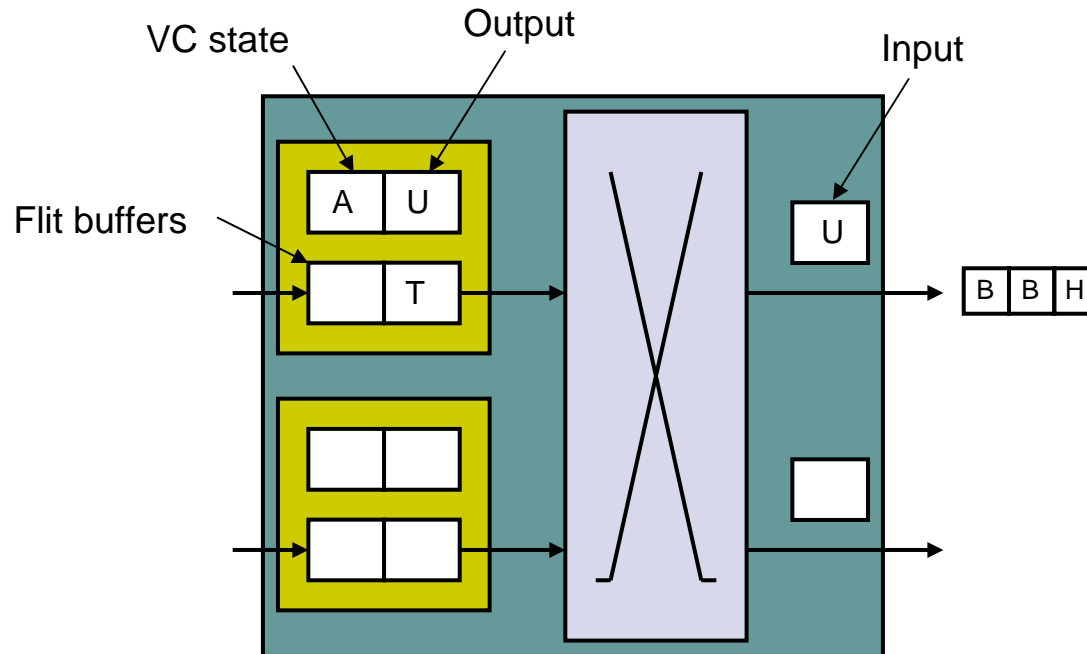 Output
VC state
Input
A U
U
Flit buffers
T
B B H